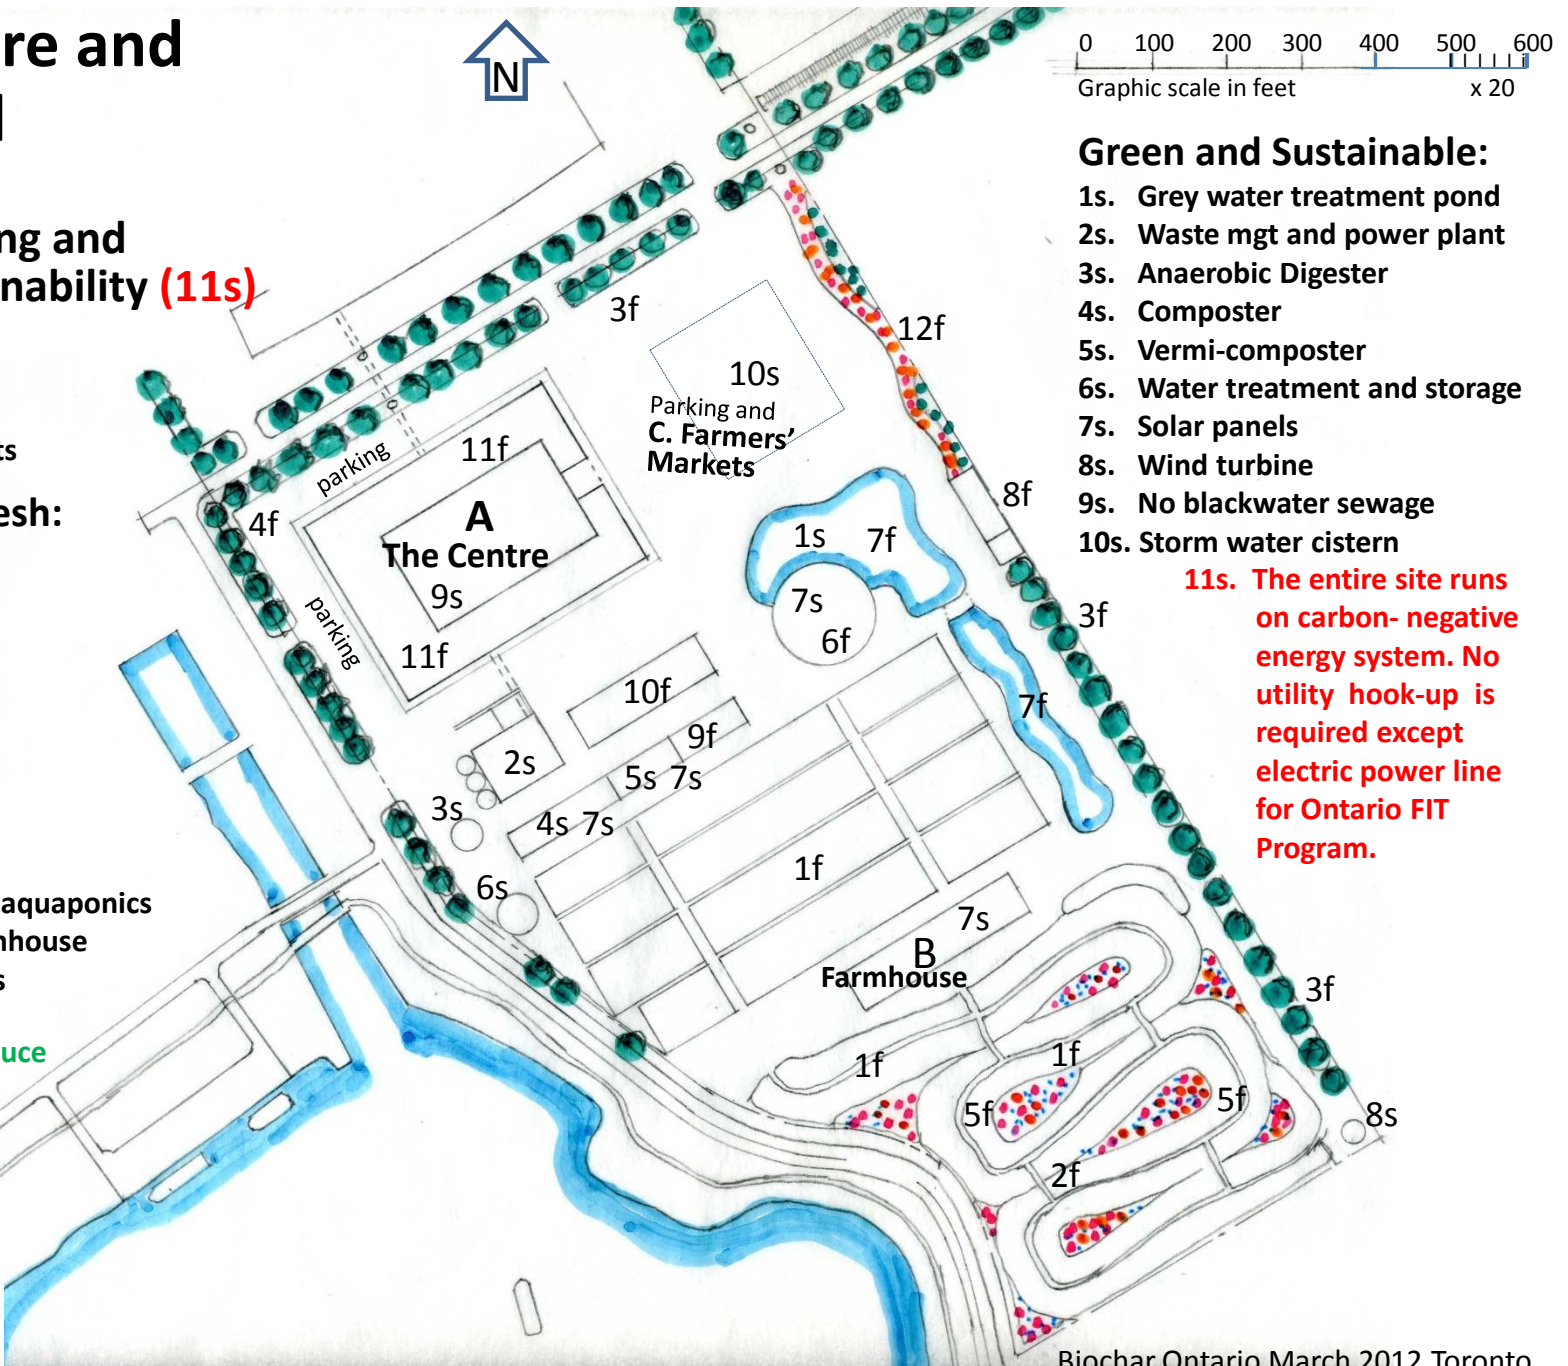 re and
ng and
nability (11s)
ts
esh:
aquaponics
nhouse
s
uce
N
0 100 200 300 400 500 600
Graphic scale in feet x 20
Green and Sustainable:
1s. Grey water treatment pond
2s. Waste mgt and power plant
3s. Anaerobic Digester
4s. Composter
5s. Vermi-composter
6s. Water treatment and storage
7s. Solar panels
8s. Wind turbine
9s. No blackwater sewage
10s. Storm water cistern
11s. The entire site runs
on carbon- negative
energy system. No
utility hook-up is
required except
electric power line
for Ontario FIT
Program.
3f
12f
10s
Parking and
C. Farmers'
Markets
parking
11f
A
The Centre
9s
11f
4f
parking
8f
1s 7f
7s
6f
3f
7f
10f
9f
2s
5s 7s
3s
4s 7s
6s
1f
7s
B
Farmhouse
3f
1f
1f
5f
5f
8s
2f
Biochar Ontario March 2012 Toronto